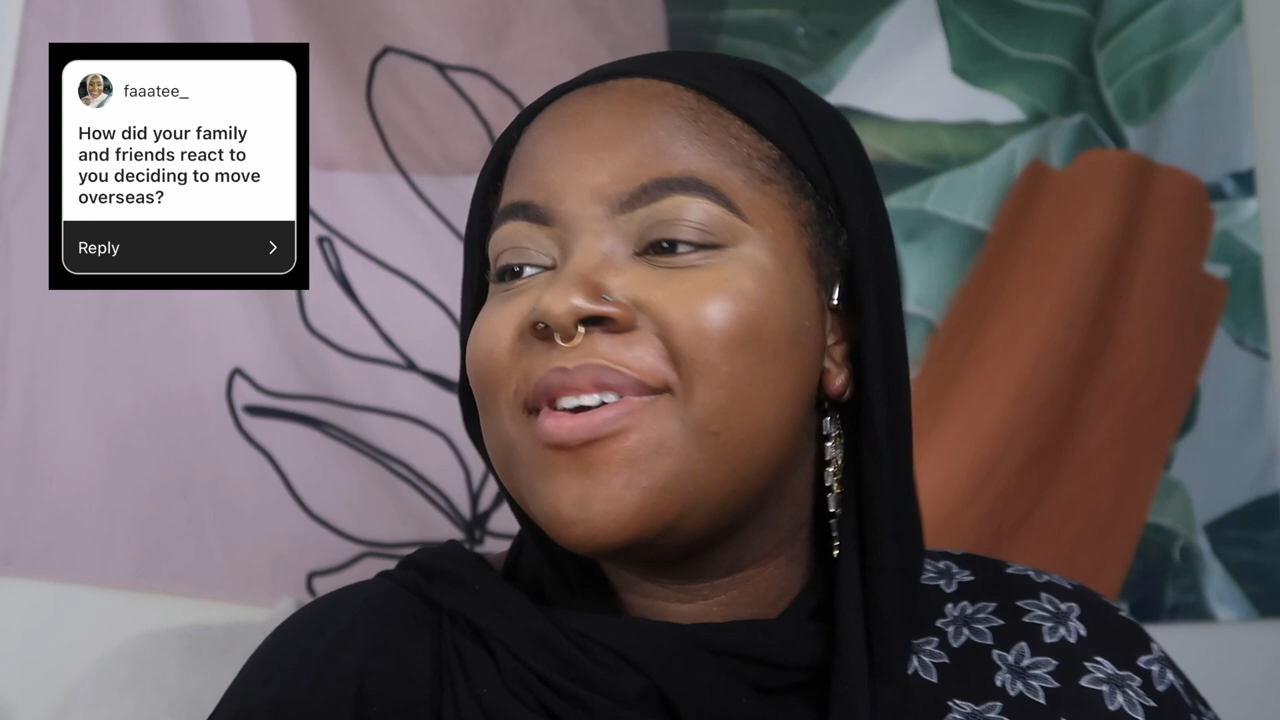 faaatee_
How did your family
and friends react to
you deciding to move
overseas?
Reply